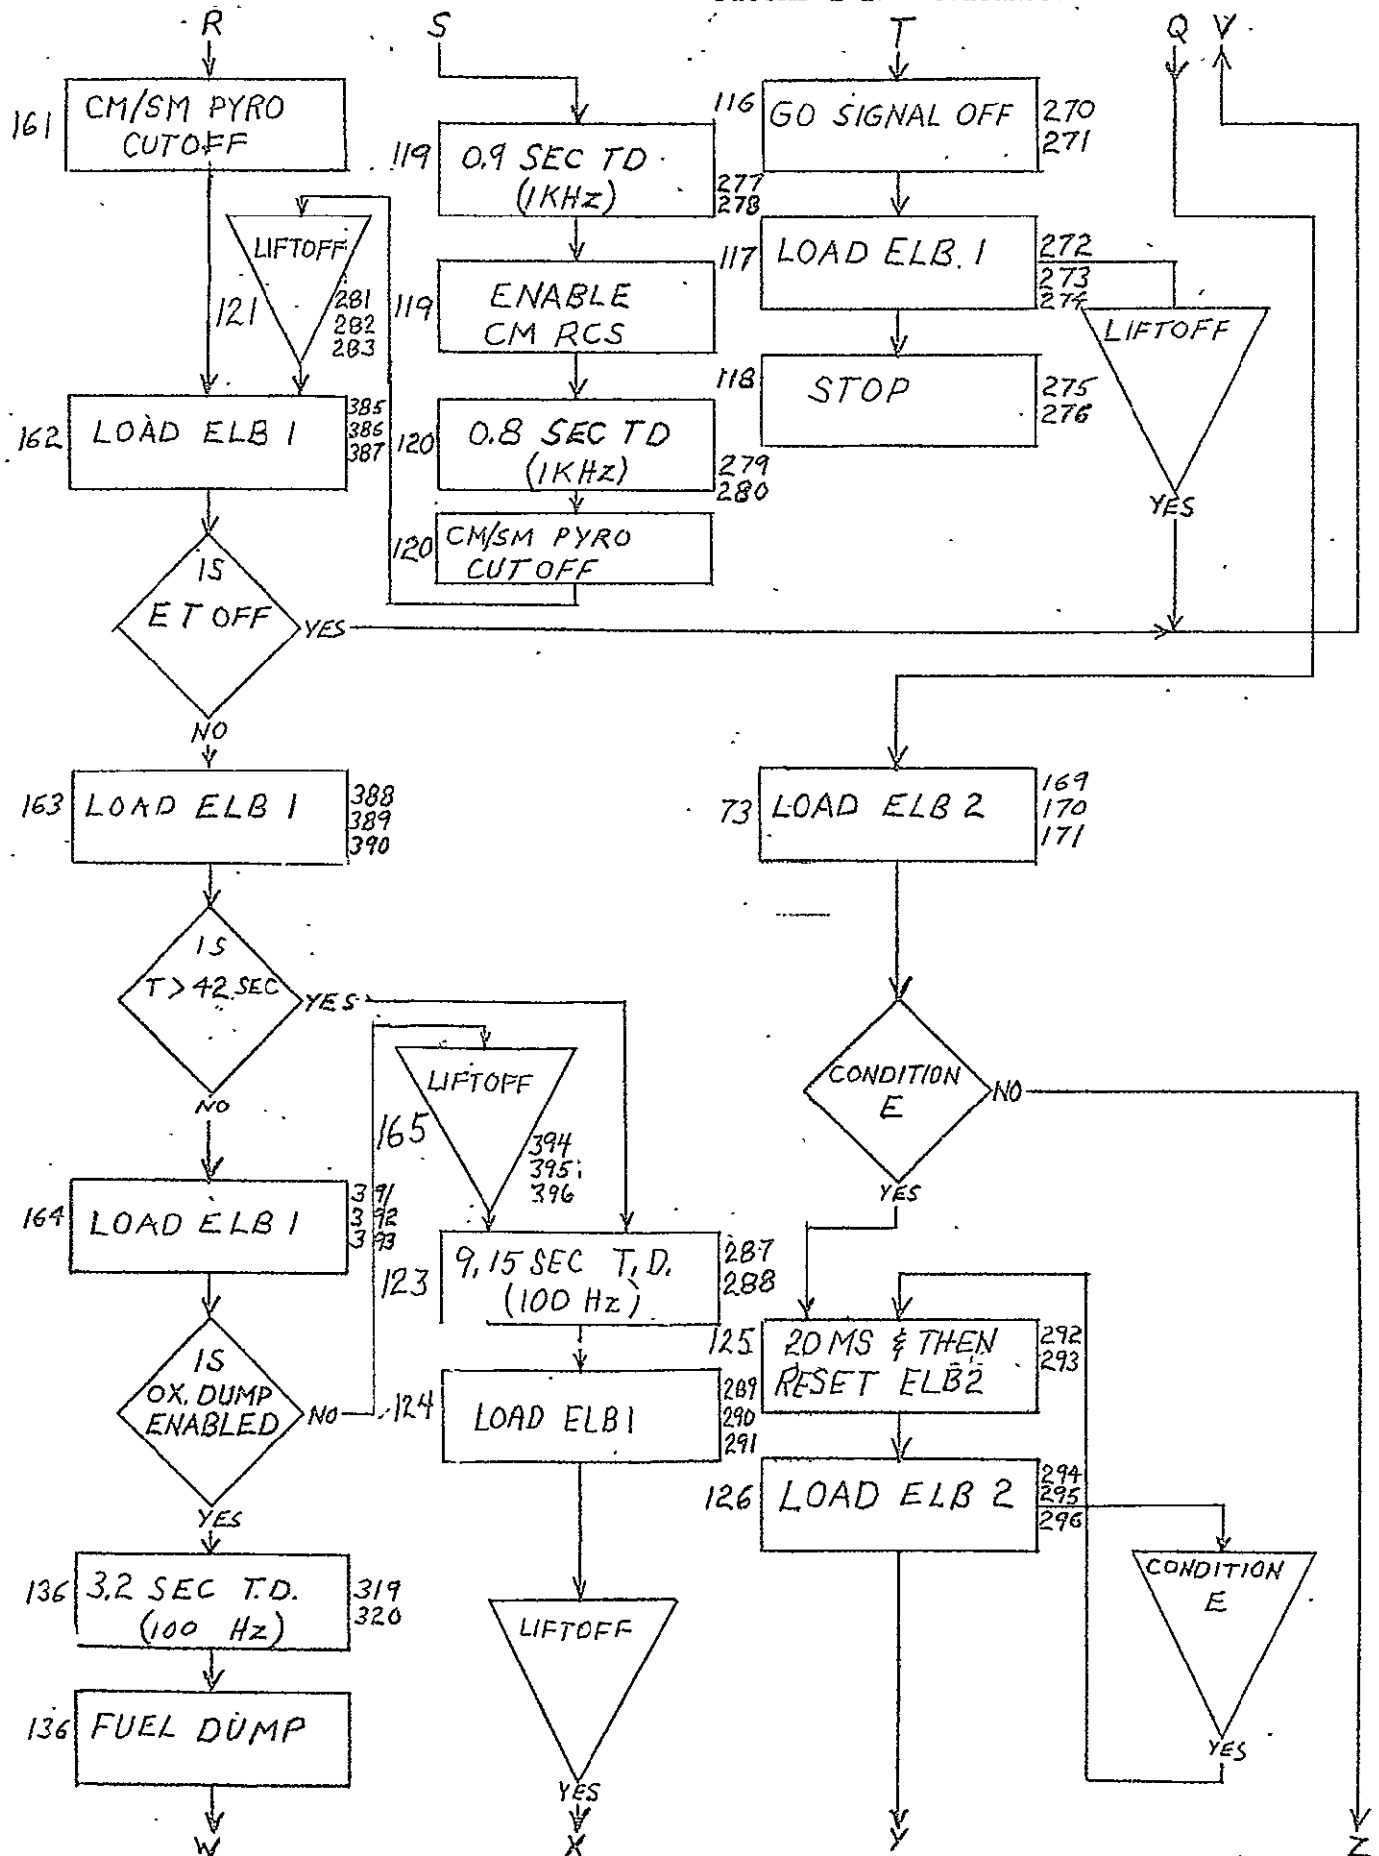 R
S
T
Q
V
161
CM/SM PYRO
CUTOFF
LIFTOFF
121
281
282
283
162
LOAD ELB 1
385
386
387
IS
E T OFF
YES
NO
163
LOAD ELB 1
388
389
390
IS
T > 42 SEC
YES
NO
164
LOAD ELB 1
391
392
393
IS
OX. DUMP
ENABLED
NO
YES
136
3.2 SEC T.D.
(100 Hz)
319
320
136
FUEL DUMP
W
119
0.9 SEC TD
(1KHz)
277
278
119
ENABLE
CM RCS
120
0.8 SEC TD
(1KHz)
279
280
120
CM/SM PYRO
CUTOFF
LIFTOFF
165
394
395
396
123
9.15 SEC T.D.
(100 Hz)
287
288
124
LOAD ELB1
289
290
291
LIFTOFF
YES
X
116
GO SIGNAL OFF
270
271
117
LOAD ELB. 1
272
273
274
118
STOP
275
276
LIFTOFF
YES
73
LOAD ELB 2
169
170
171
CONDITION
E
NO
YES
125
20 MS & THEN
RESET ELB2
292
293
126
LOAD ELB 2
294
295
296
CONDITION
E
YES
Y
Z